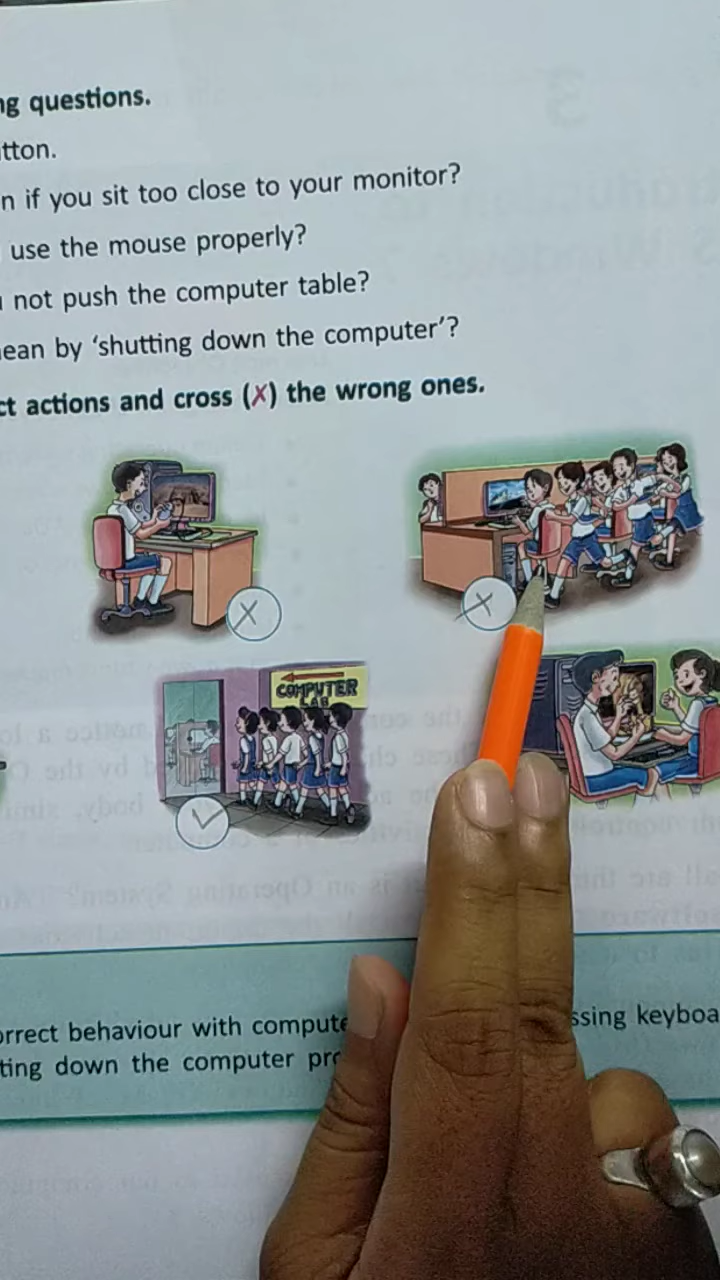 ng questions.
tton.
n if you sit too close to your monitor?
use the mouse properly?
not push the computer table?
ean by ‘shutting down the computer’?
ct actions and cross (✗) the wrong ones.
COMPUTER
LAB
orrect behaviour with compute ssing keyboa
ting down the computer pr